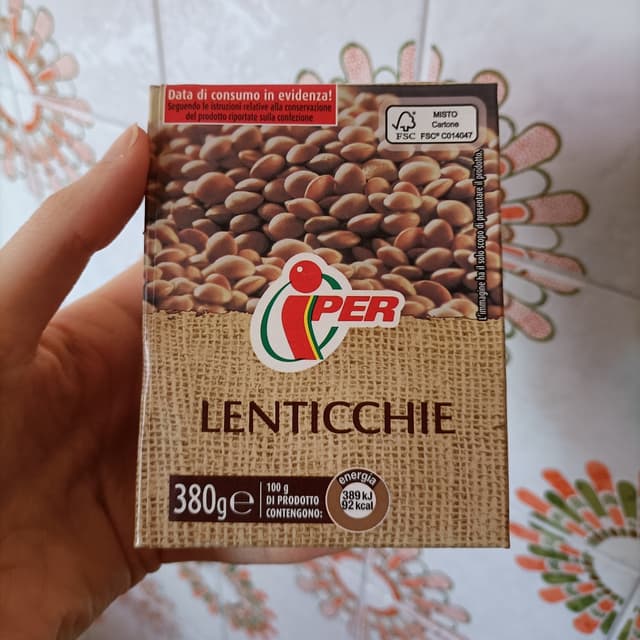 Data di consumo in evidenza!
Seguendo le istruzioni relative alla conservazione
del prodotto riportate sulla confezione
FSC
MISTO
Cartone
FSC® C014047
L'immagine ha il solo scopo di presentare il prodotto.
iPER
LENTICCHIE
380g e
100 g
DI PRODOTTO
CONTENGONO:
energia
389 kJ
92 kcal